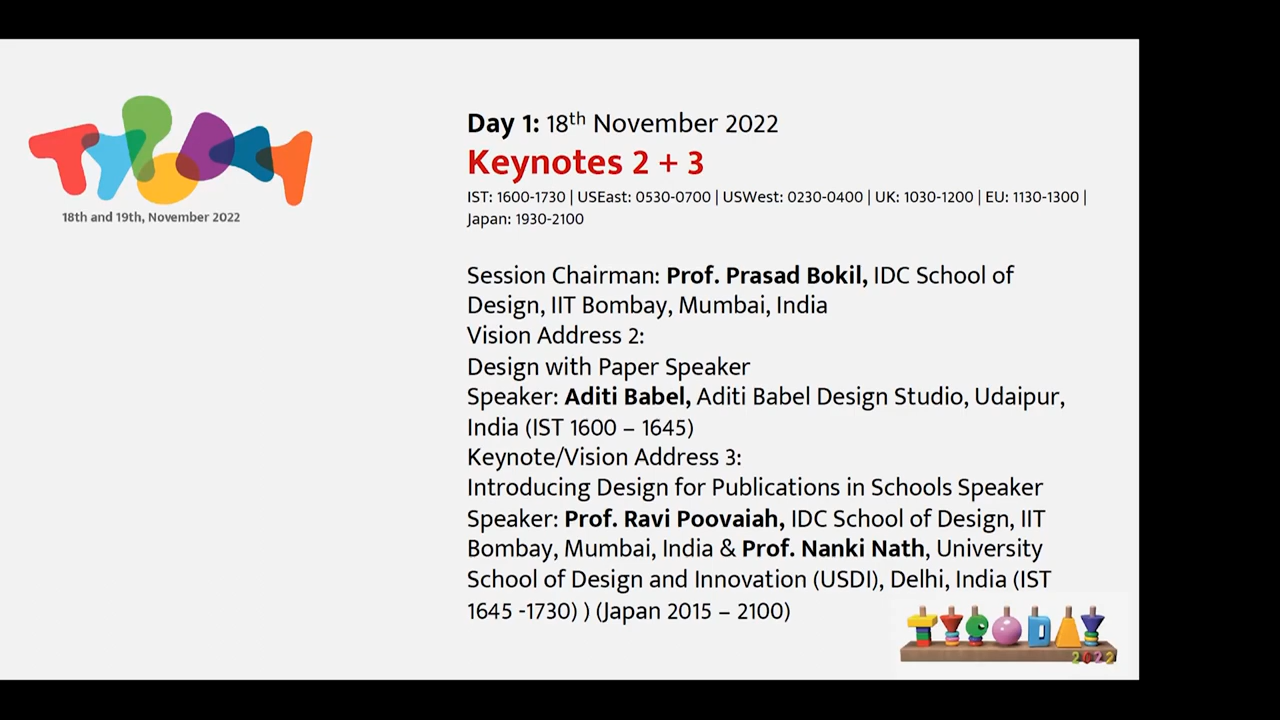 TYPODAY
18th and 19th, November 2022
Day 1: 18th November 2022
Keynotes 2 + 3
IST: 1600-1730 | USEast: 0530-0700 | USWest: 0230-0400 | UK: 1030-1200 | EU: 1130-1300 |
Japan: 1930-2100
Session Chairman: Prof. Prasad Bokil, IDC School of
Design, IIT Bombay, Mumbai, India
Vision Address 2:
Design with Paper Speaker
Speaker: Aditi Babel, Aditi Babel Design Studio, Udaipur,
India (IST 1600 – 1645)
Keynote/Vision Address 3:
Introducing Design for Publications in Schools Speaker
Speaker: Prof. Ravi Poovaiah, IDC School of Design, IIT
Bombay, Mumbai, India & Prof. Nanki Nath, University
School of Design and Innovation (USDI), Delhi, India (IST
1645 -1730) ) (Japan 2015 – 2100)
TYPODAY
2022